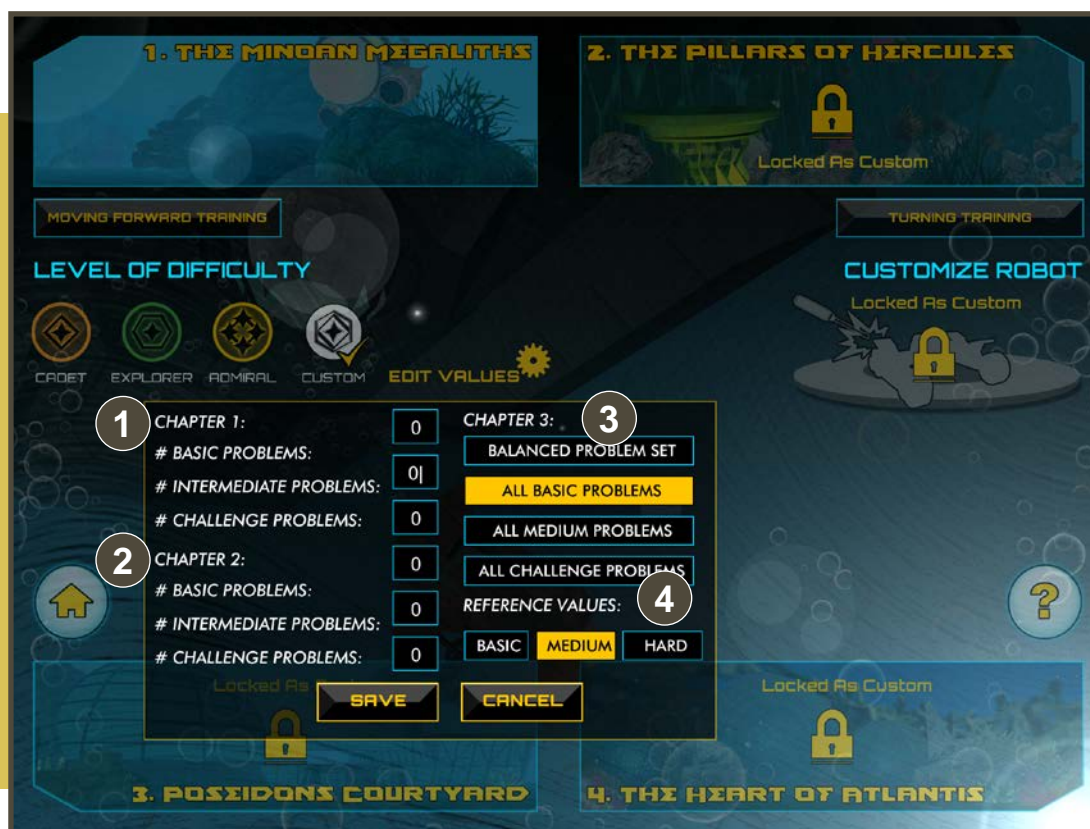 1. THE MINOAN MEGALITHS
2. THE PILLARS OF HERCULES
Locked As Custom
MOVING FORWARD TRAINING
TURNING TRAINING
LEVEL OF DIFFICULTY
CUSTOMIZE ROBOT
Locked As Custom
CADET
EXPLORER
ADMIRAL
CUSTOM
EDIT VALUES
1
CHAPTER 1:
0
# BASIC PROBLEMS:
# INTERMEDIATE PROBLEMS:
0
# CHALLENGE PROBLEMS:
0
2
CHAPTER 2:
0
# BASIC PROBLEMS:
0
# INTERMEDIATE PROBLEMS:
# CHALLENGE PROBLEMS:
0
CHAPTER 3:
3
BALANCED PROBLEM SET
ALL BASIC PROBLEMS
ALL MEDIUM PROBLEMS
ALL CHALLENGE PROBLEMS
REFERENCE VALUES:
4
BASIC MEDIUM HARD
SAVE
CANCEL
?
Locked As
Locked As Custom
3. POSEIDONS COURTYARD
4. THE HEART OF ATLANTIS